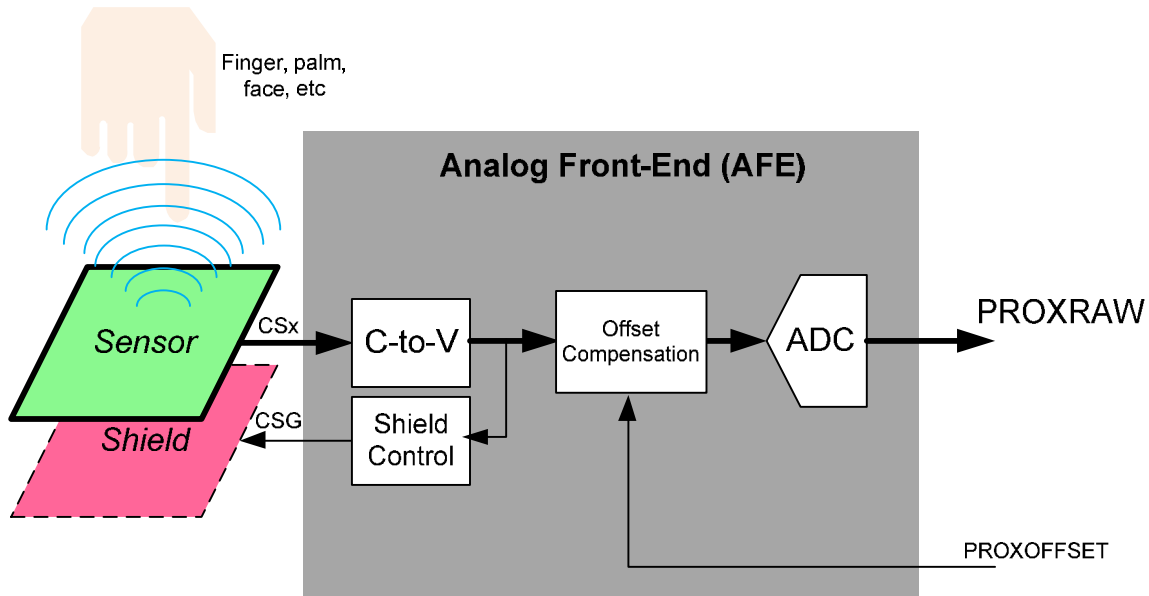 Finger, palm,
face, etc
Analog Front-End (AFE)
Sensor
CSx
C-to-V
Offset
Compensation
ADC
PROXRAW
Shield
CSG
Shield
Control
PROXOFFSET